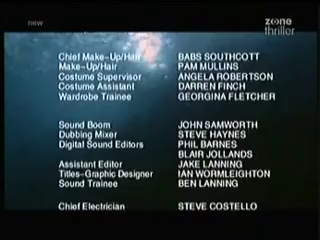 new
zone
thriller
Chief Make-Up/Hair BABS SOUTHCOTT
Make-Up/Hair PAM MULLINS
Costume Supervisor ANGELA ROBERTSON
Costume Assistant DARREN FINCH
Wardrobe Trainee GEORGINA FLETCHER
Sound Boom JOHN SAMWORTH
Dubbing Mixer STEVE HAYNES
Digital Sound Editors PHIL BARNES
BLAIR JOLLANDS
Assistant Editor JAKE LANNING
Titles-Graphic Designer IAN WORMLEIGHTON
Sound Trainee BEN LANNING
Chief Electrician STEVE COSTELLO